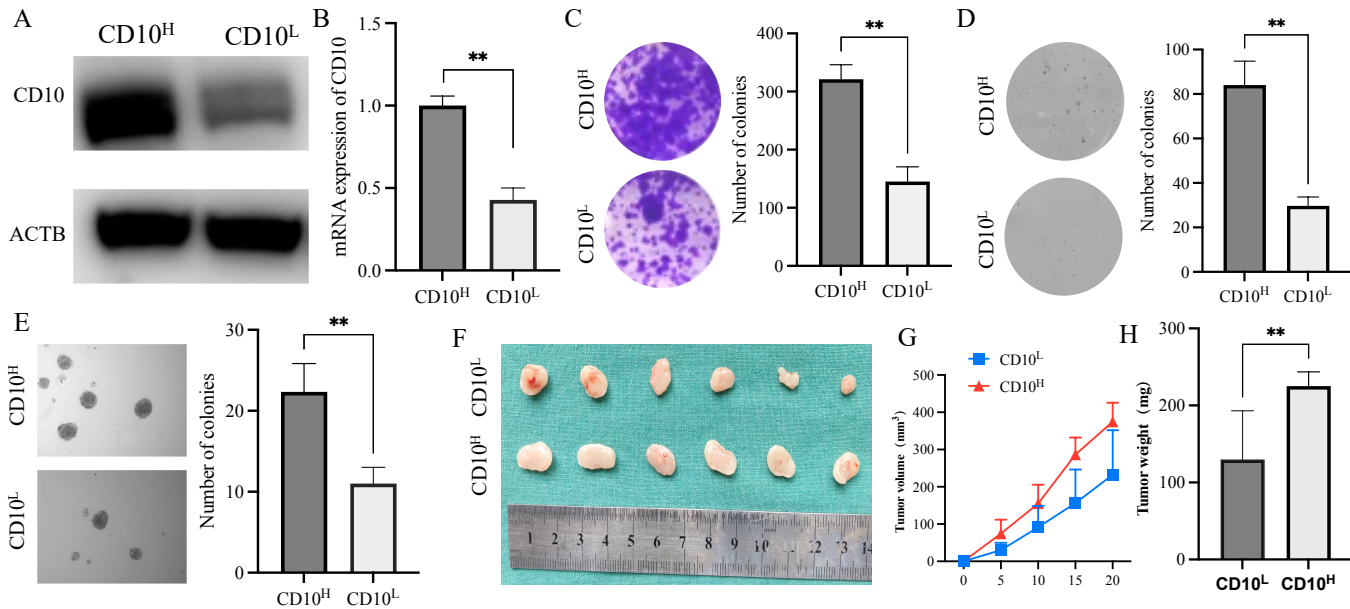 A
CD10ᴴ CD10ᴸ
CD10
ACTB
B
mRNA expression of CD10
1.5
1.0
0.5
0.0
**
CD10ᴴ CD10ᴸ
C
CD10ᴴ
CD10ᴸ
Number of colonies
400
300
200
100
0
**
CD10ᴴ CD10ᴸ
D
CD10ᴴ
CD10ᴸ
Number of colonies
100
80
60
40
20
0
**
CD10ᴴ CD10ᴸ
E
CD10ᴴ
CD10ᴸ
Number of colonies
30
20
10
0
**
CD10ᴴ CD10ᴸ
F
CD10ᴸ
CD10ᴴ
1 2 3 4 5 6 7 8 9 10 11 12 13 14
G
CD10ᴸ
CD10ᴴ
Tumor volume (mm³)
500
400
300
200
100
0
0 5 10 15 20
H
Tumor weight (mg)
300
200
100
0
**
CD10ᴸ CD10ᴴ